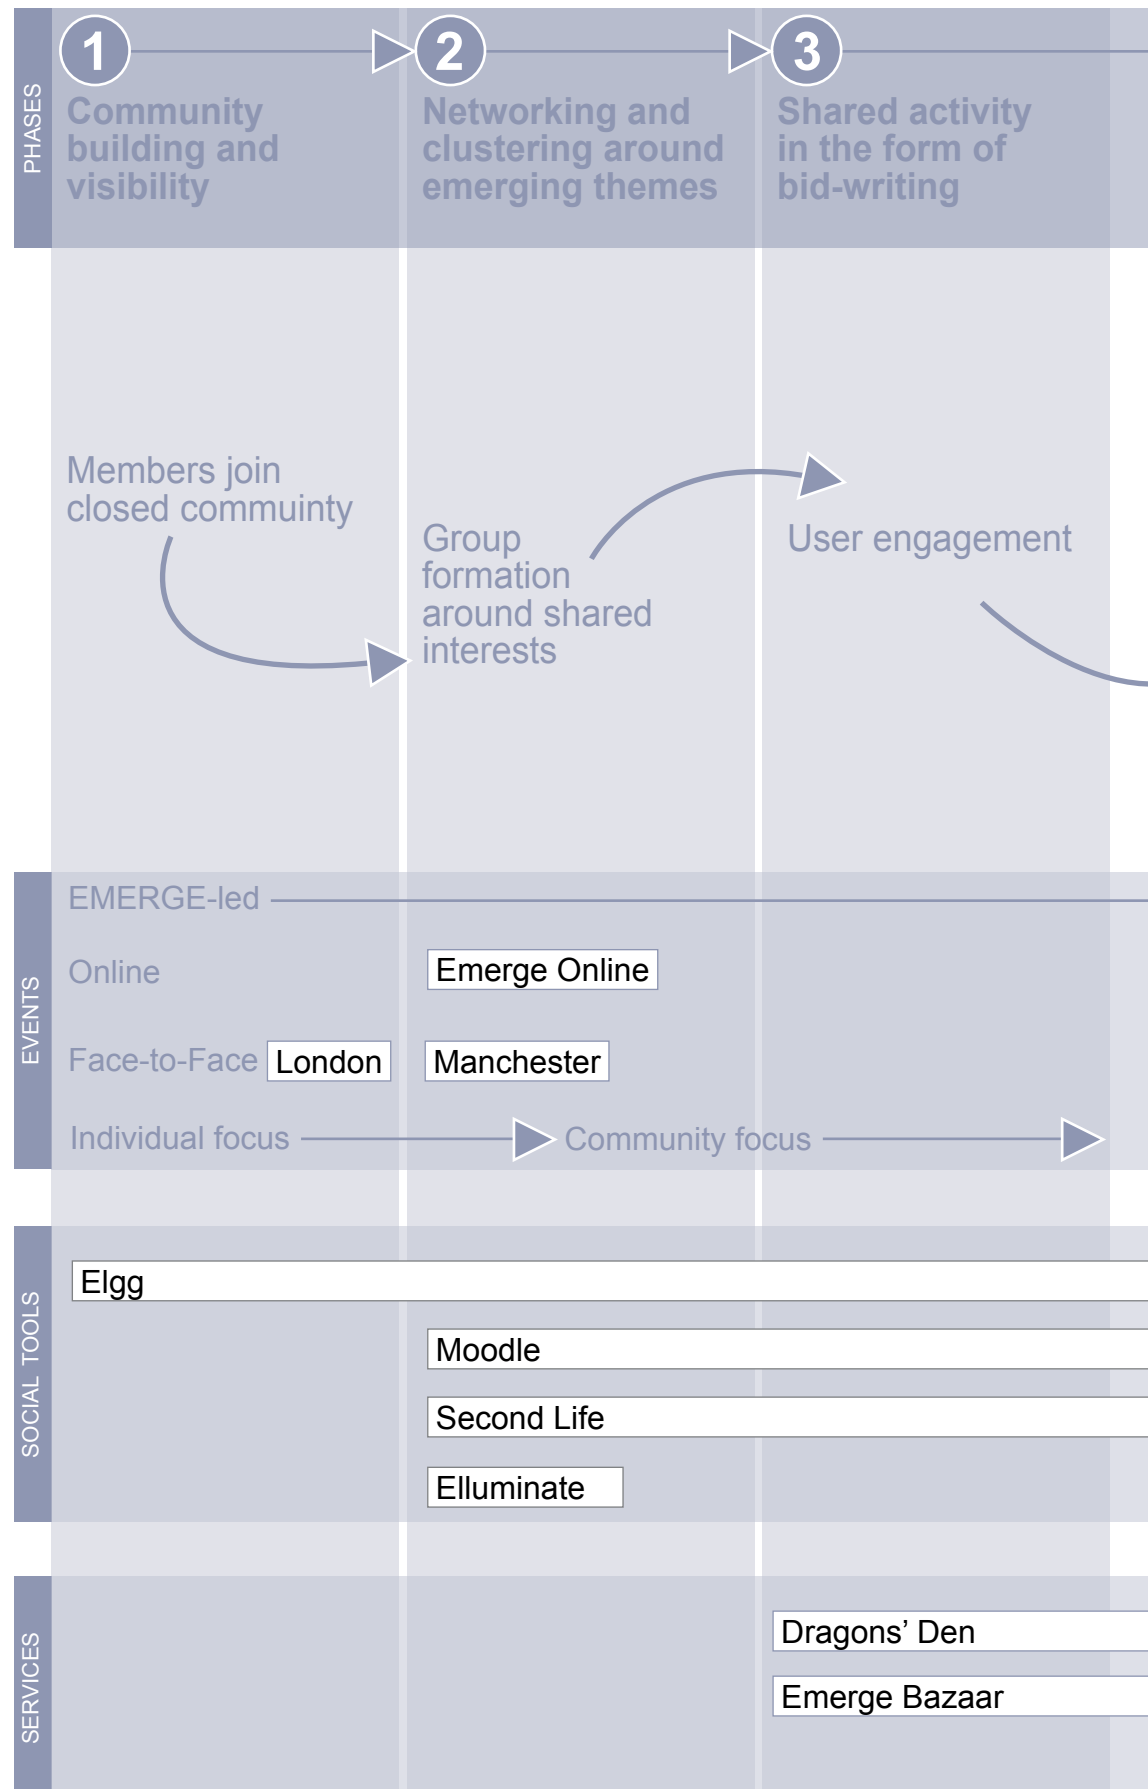 PHASES
1
2
3
Community
building and
visibility
Networking and
clustering around
emerging themes
Shared activity
in the form of
bid-writing
Members join
closed commuinty
Group
formation
around shared
interests
User engagement
EVENTS
EMERGE-led
Online
Emerge Online
Face-to-Face
London
Manchester
Individual focus
Community focus
SOCIAL TOOLS
Elgg
Moodle
Second Life
Elluminate
SERVICES
Dragons’ Den
Emerge Bazaar